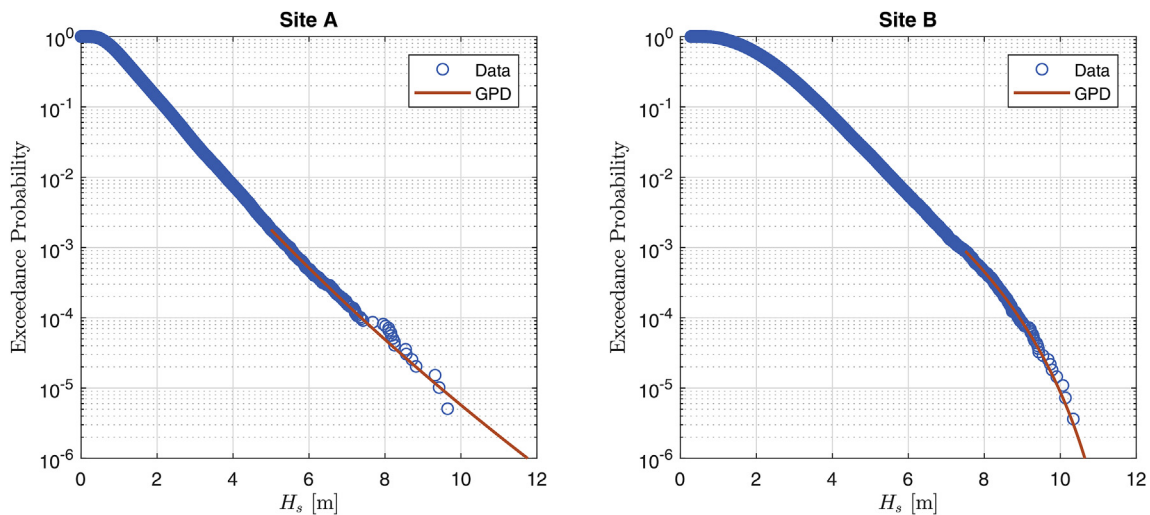 Site A
Exceedance Probability
10^0
10^-1
10^-2
10^-3
10^-4
10^-5
10^-6
Data
GPD
0 2 4 6 8 10 12
H_s [m]
Site B
Exceedance Probability
10^0
10^-1
10^-2
10^-3
10^-4
10^-5
10^-6
Data
GPD
0 2 4 6 8 10 12
H_s [m]